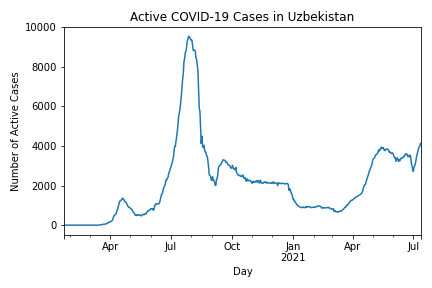 Active COVID-19 Cases in Uzbekistan
Number of Active Cases
10000
8000
6000
4000
2000
0
Apr Jul Oct Jan Apr Jul
2021
Day